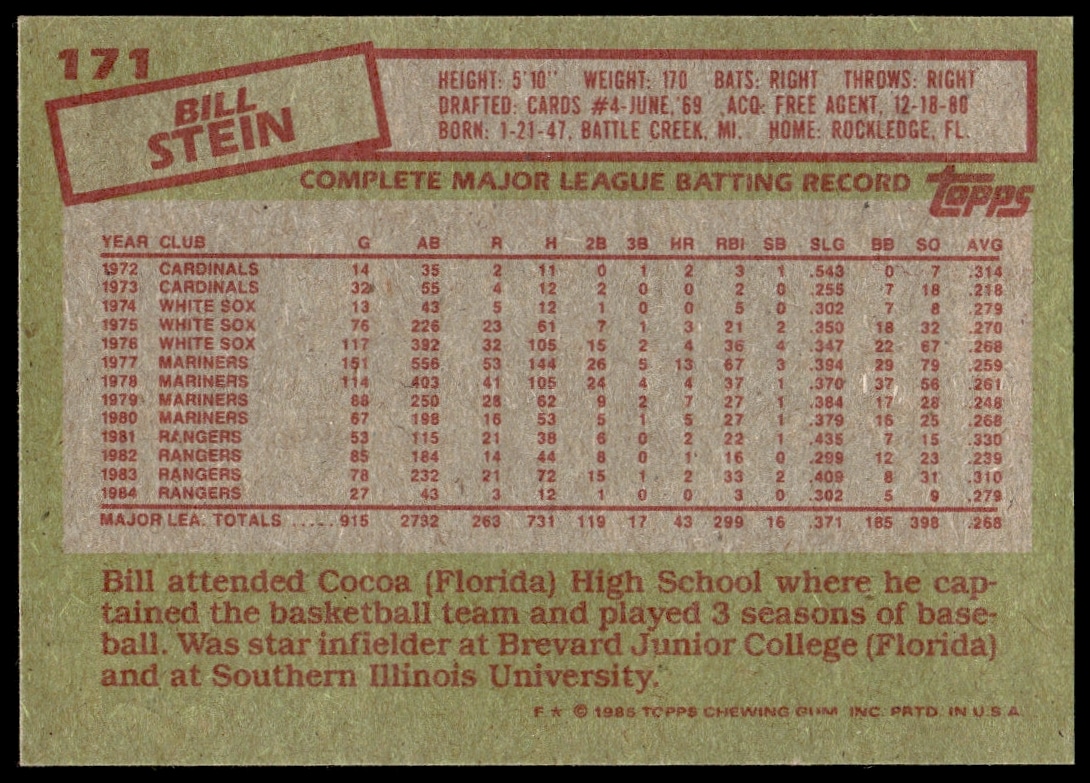 171
BILL
STEIN
HEIGHT: 5'10" WEIGHT: 170 BATS: RIGHT THROWS: RIGHT
DRAFTED: CARDS #4-JUNE,'69 ACQ: FREE AGENT, 12-18-80
BORN: 1-21-47, BATTLE CREEK, MI. HOME: ROCKLEDGE, FL.
COMPLETE MAJOR LEAGUE BATTING RECORD topps
YEAR CLUB G AB R H 2B 3B HR RBI SB SLG BB SO AVG
1972 CARDINALS 14 35 2 11 0 1 2 3 1 .543 0 7 .314
1973 CARDINALS 32 55 4 12 2 0 0 2 0 .255 7 18 .218
1974 WHITE SOX 13 43 5 12 1 0 0 5 0 .302 7 8 .279
1975 WHITE SOX 76 226 23 61 7 1 3 21 2 .350 18 32 .270
1976 WHITE SOX 117 392 32 105 15 2 4 36 4 .347 22 67 .268
1977 MARINERS 151 556 53 144 26 5 13 67 3 .394 29 79 .259
1978 MARINERS 114 403 41 105 24 4 4 37 1 .370 37 56 .261
1979 MARINERS 88 250 28 62 9 2 7 27 1 .384 17 28 .248
1980 MARINERS 67 198 16 53 5 1 5 27 1 .379 16 25 .268
1981 RANGERS 53 115 21 38 6 0 2 22 1 .435 7 15 .330
1982 RANGERS 85 184 14 44 8 0 1 16 0 .299 12 23 .239
1983 RANGERS 78 232 21 72 15 1 2 33 2 .409 8 31 .310
1984 RANGERS 27 43 3 12 1 0 0 3 0 .302 5 9 .279
MAJOR LEA. TOTALS ..... 915 2732 263 731 119 17 43 299 16 .371 185 398 .268
Bill attended Cocoa (Florida) High School where he cap-
tained the basketball team and played 3 seasons of base-
ball. Was star infielder at Brevard Junior College (Florida)
and at Southern Illinois University.
F ★ © 1985 TOPPS CHEWING GUM, INC. PRTD. IN U.S.A.